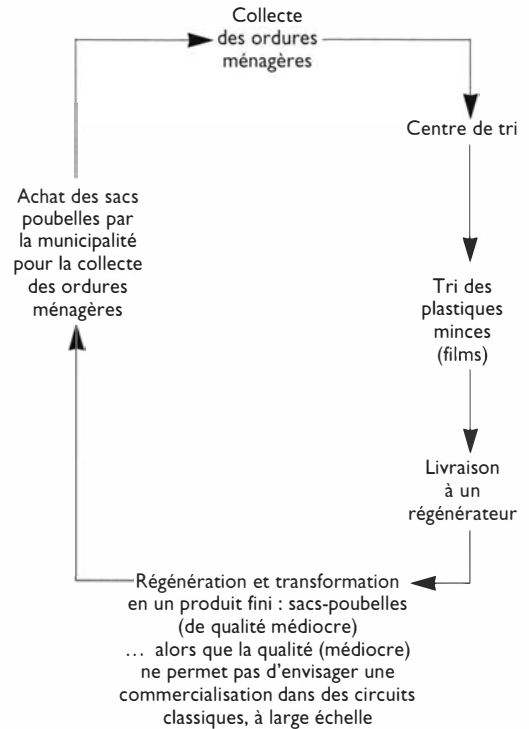 Collecte
des ordures
ménagères
Centre de tri
Tri des
plastiques
minces
(films)
Livraison
à un
régénérateur
Régénération et transformation
en un produit fini : sacs-poubelles
(de qualité médiocre)
… alors que la qualité (médiocre)
ne permet pas d’envisager une
commercialisation dans des circuits
classiques, à large échelle
Achat des sacs
poubelles par
la municipalité
pour la collecte
des ordures
ménagères